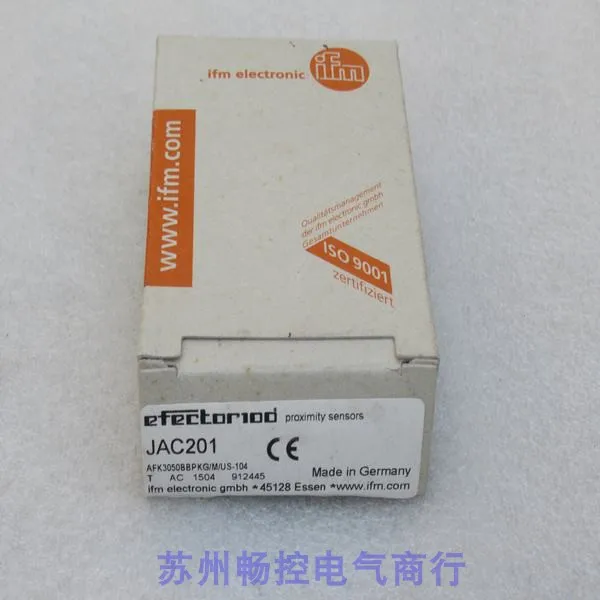 ifm electronic
ifm
www.ifm.com
Qualitätsmanagement
der ifm electronic gmbh
Gesamtunternehmen
ISO 9001
zertifiziert
efector100 proximity sensors
JAC201 CE
AFK3050BBPKG/M/US-104
T AC 1504 912445 Made in Germany
ifm electronic gmbh * 45128 Essen * www.ifm.com
苏州畅控电气商行